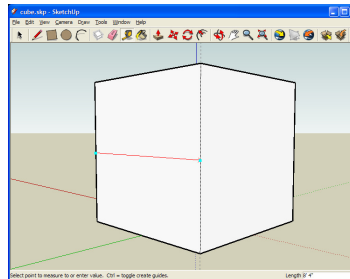 cube.skp - SketchUp
File Edit View Camera Draw Tools Window Help
Select point to measure to or enter value. Ctrl = toggle create guides. Length 8' 4"